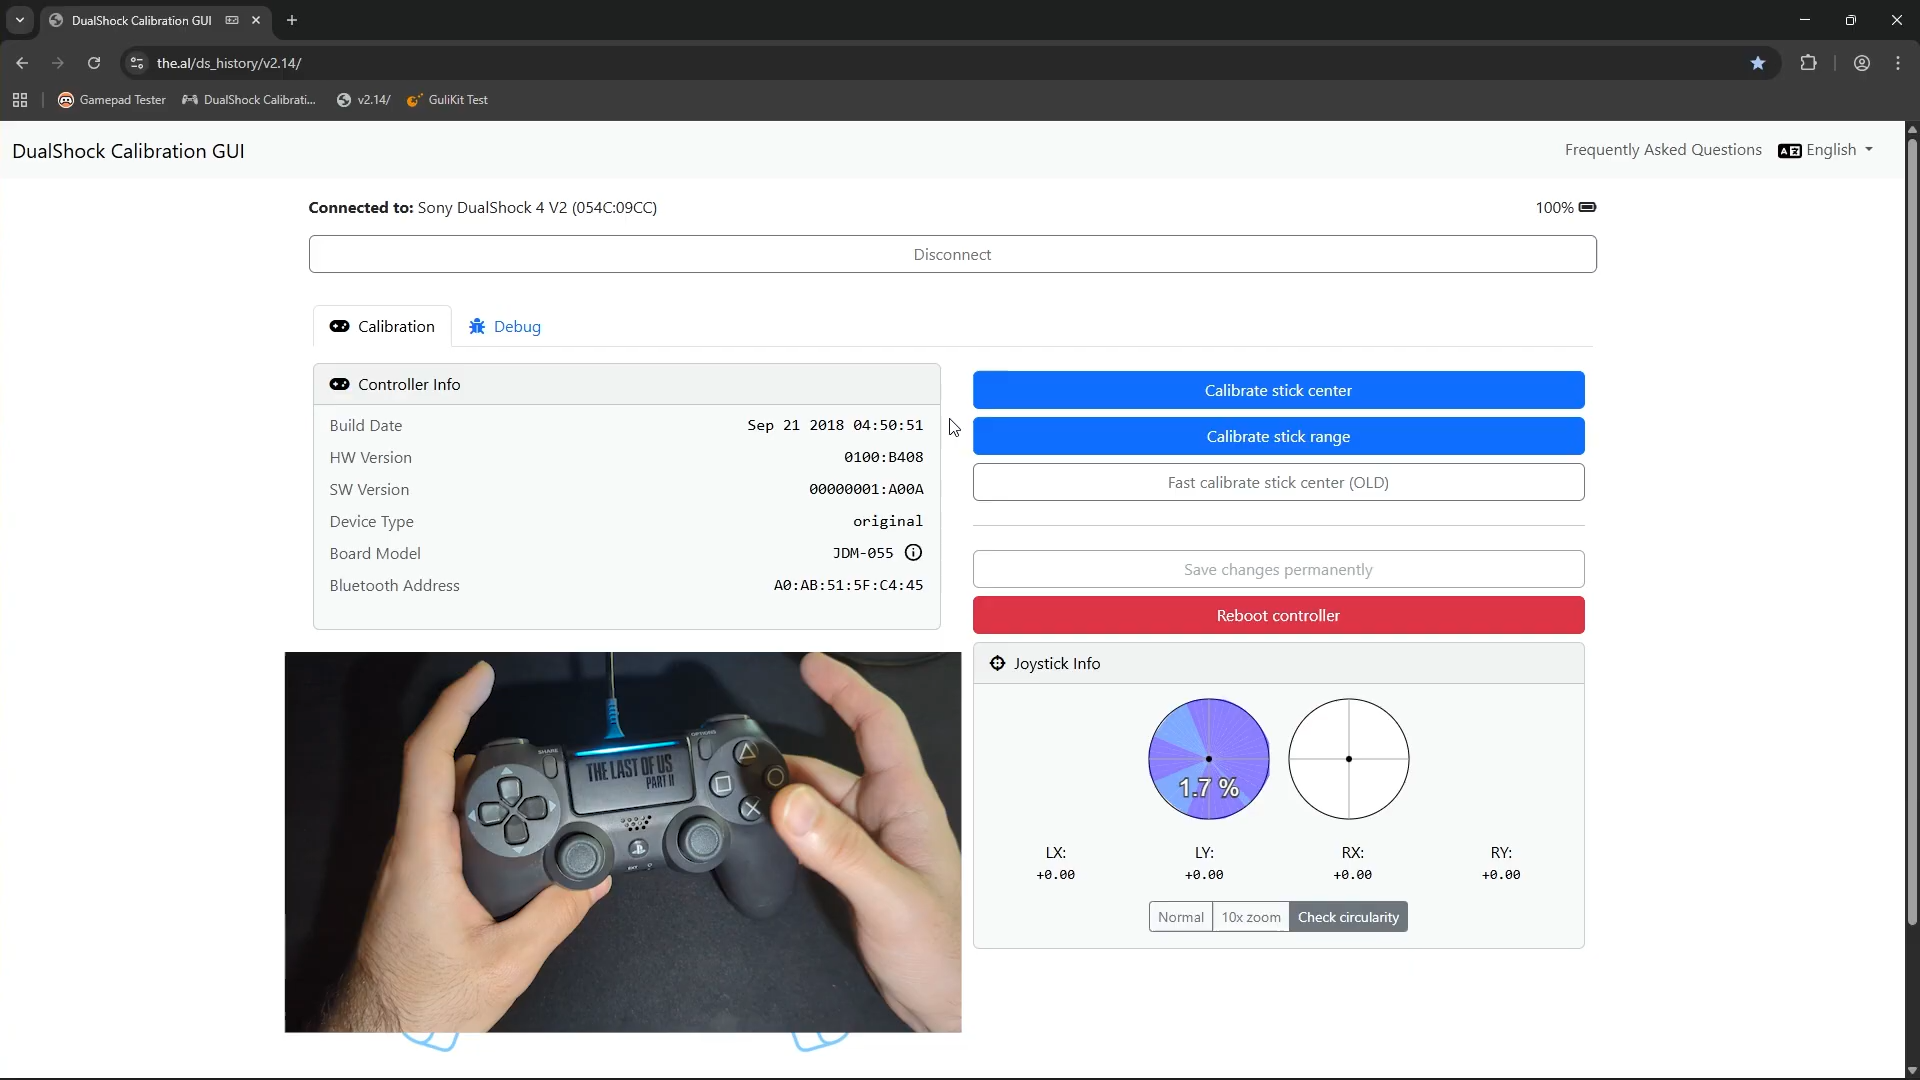 DualShock Calibration GUI
the.al/ds_history/v2.14/
Gamepad Tester
DualShock Calibrati...
v2.14/
GuliKit Test
DualShock Calibration GUI
Frequently Asked Questions
English
Connected to: Sony DualShock 4 V2 (054C:09CC)
100%
Disconnect
Calibration
Debug
Controller Info
Build Date Sep 21 2018 04:50:51
HW Version 0100:B408
SW Version 00000001:A00A
Device Type original
Board Model JDM-055
Bluetooth Address A0:AB:51:5F:C4:45
Calibrate stick center
Calibrate stick range
Fast calibrate stick center (OLD)
Save changes permanently
Reboot controller
Joystick Info
1.7 %
LX: LY: RX: RY:
+0.00 +0.00 +0.00 +0.00
Normal 10x zoom Check circularity
SHARE
OPTIONS
THE LAST OF US
PART II